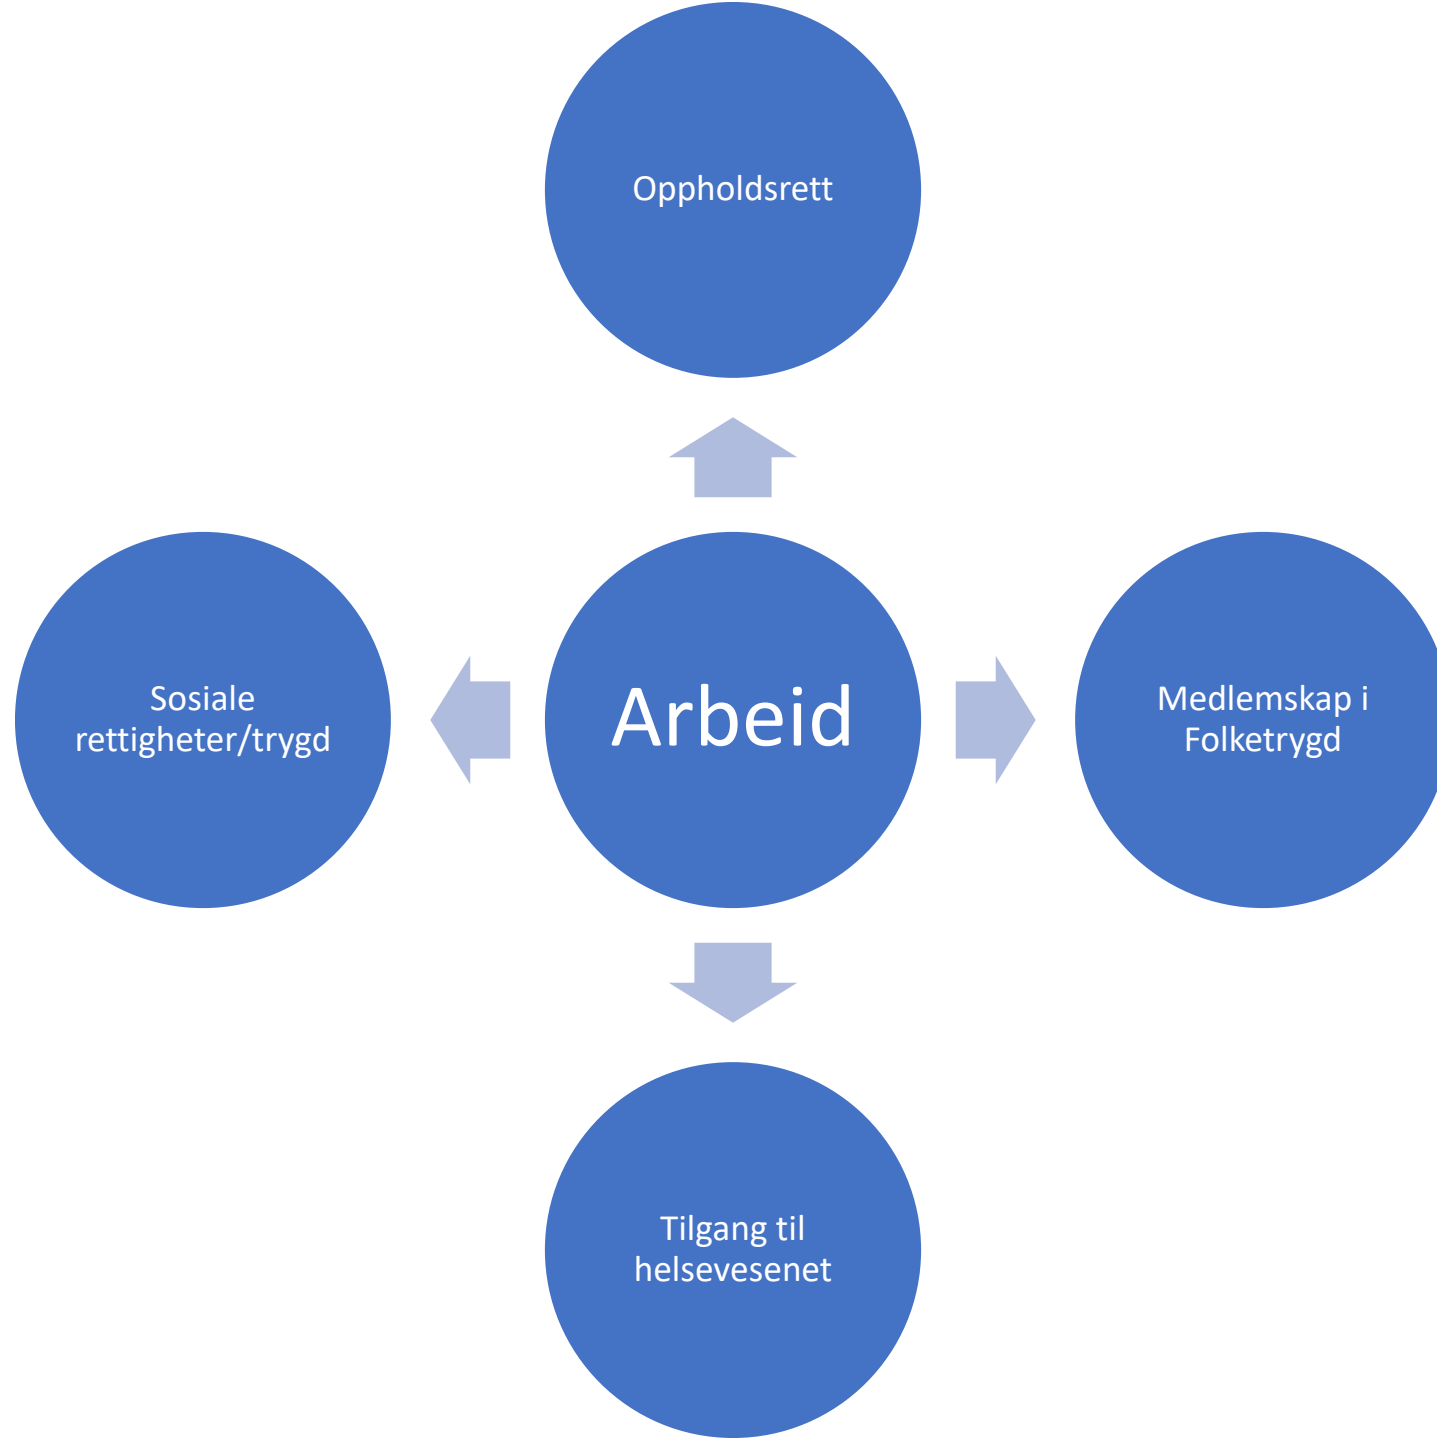 Oppholdsrett
Sosiale
rettigheter/trygd
Arbeid
Medlemskap i
Folketrygd
Tilgang til
helsevesenet